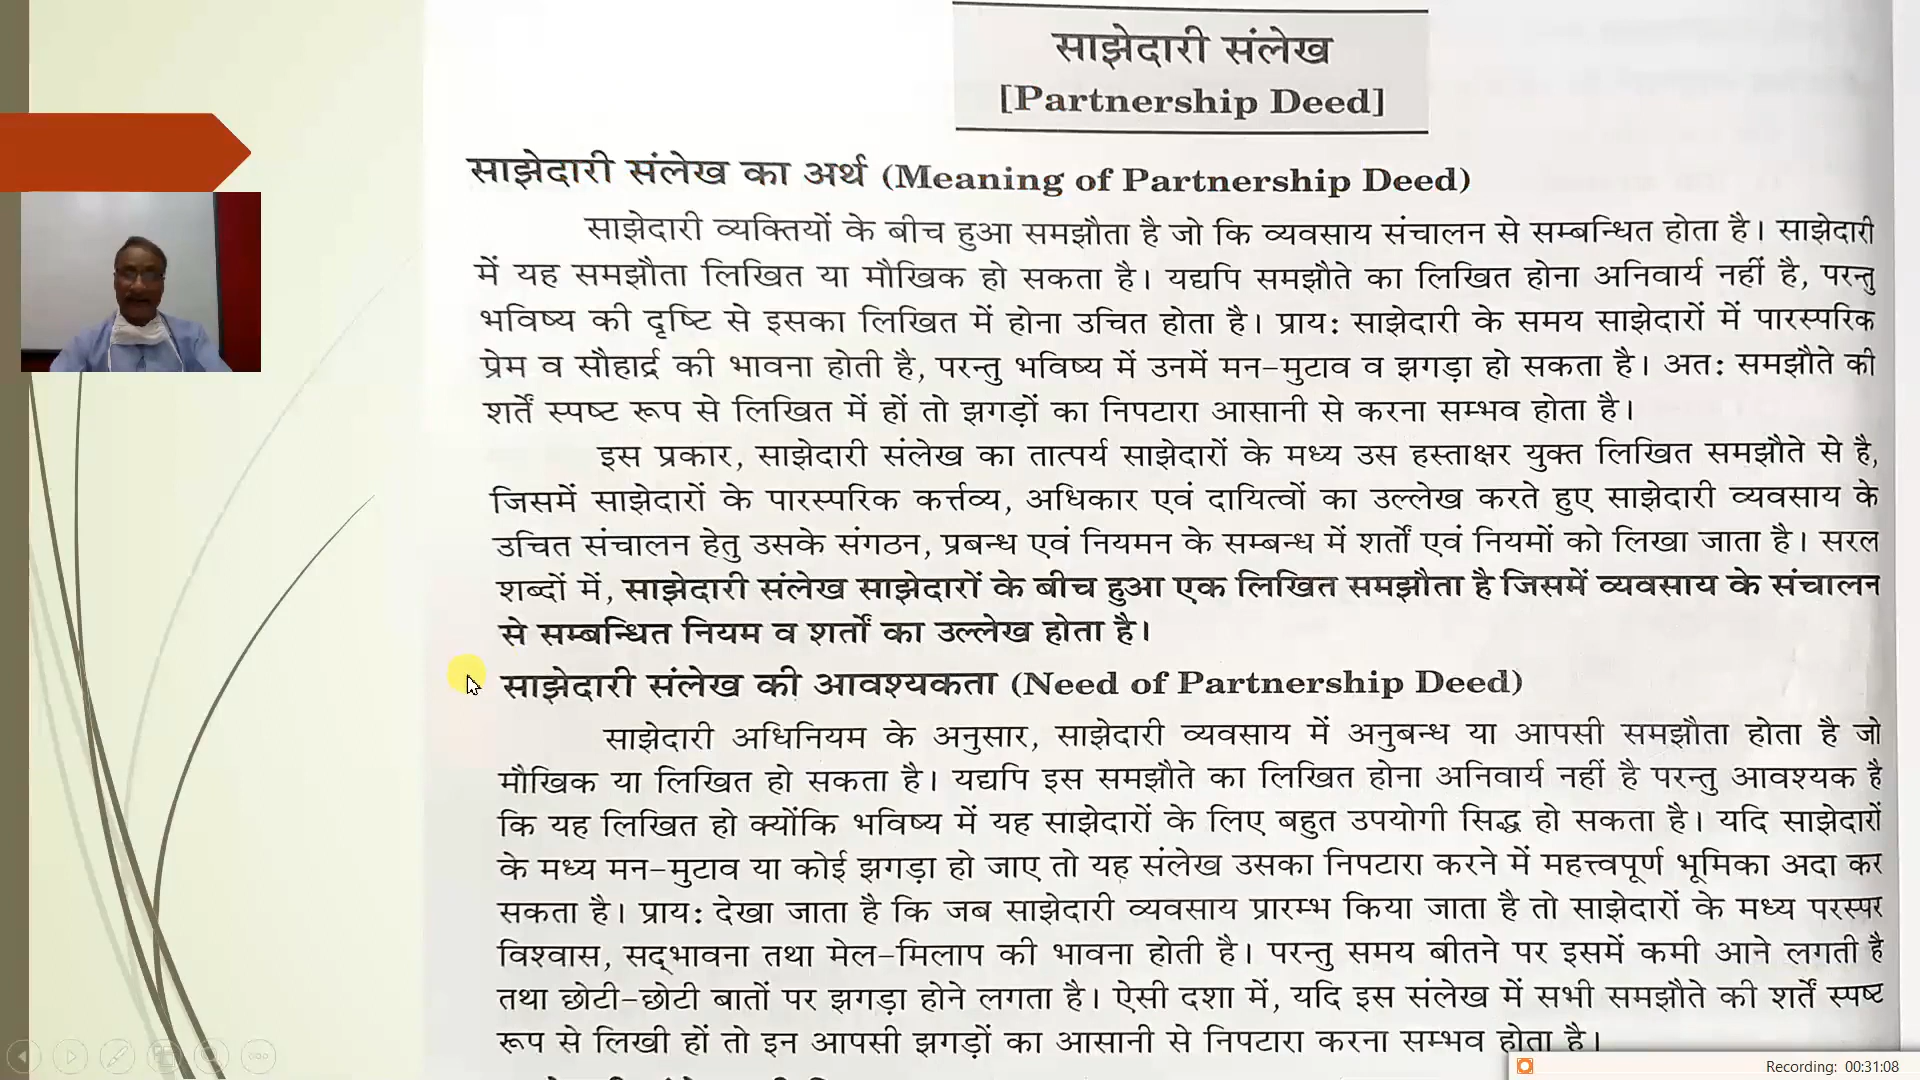 साझेदारी संलेख
[Partnership Deed]
साझेदारी संलेख का अर्थ (Meaning of Partnership Deed)
साझेदारी व्यक्तियों के बीच हुआ समझौता है जो कि व्यवसाय संचालन से सम्बन्धित होता है। साझेदारी
में यह समझौता लिखित या मौखिक हो सकता है। यद्यपि समझौते का लिखित होना अनिवार्य नहीं है, परन्तु
भविष्य की दृष्टि से इसका लिखित में होना उचित होता है। प्राय: साझेदारी के समय साझेदारों में पारस्परिक
प्रेम व सौहार्द्र की भावना होती है, परन्तु भविष्य में उनमें मन-मुटाव व झगड़ा हो सकता है। अत: समझौते की
शर्तें स्पष्ट रूप से लिखित में हों तो झगड़ों का निपटारा आसानी से करना सम्भव होता है।
इस प्रकार, साझेदारी संलेख का तात्पर्य साझेदारों के मध्य उस हस्ताक्षर युक्त लिखित समझौते से है,
जिसमें साझेदारों के पारस्परिक कर्त्तव्य, अधिकार एवं दायित्वों का उल्लेख करते हुए साझेदारी व्यवसाय के
उचित संचालन हेतु उसके संगठन, प्रबन्ध एवं नियमन के सम्बन्ध में शर्तों एवं नियमों को लिखा जाता है। सरल
शब्दों में, साझेदारी संलेख साझेदारों के बीच हुआ एक लिखित समझौता है जिसमें व्यवसाय के संचालन
से सम्बन्धित नियम व शर्तों का उल्लेख होता है।
साझेदारी संलेख की आवश्यकता (Need of Partnership Deed)
साझेदारी अधिनियम के अनुसार, साझेदारी व्यवसाय में अनुबन्ध या आपसी समझौता होता है जो
मौखिक या लिखित हो सकता है। यद्यपि इस समझौते का लिखित होना अनिवार्य नहीं है परन्तु आवश्यक है
कि यह लिखित हो क्योंकि भविष्य में यह साझेदारों के लिए बहुत उपयोगी सिद्ध हो सकता है। यदि साझेदारों
के मध्य मन-मुटाव या कोई झगड़ा हो जाए तो यह संलेख उसका निपटारा करने में महत्त्वपूर्ण भूमिका अदा कर
सकता है। प्राय: देखा जाता है कि जब साझेदारी व्यवसाय प्रारम्भ किया जाता है तो साझेदारों के मध्य परस्पर
विश्वास, सद्‌भावना तथा मेल-मिलाप की भावना होती है। परन्तु समय बीतने पर इसमें कमी आने लगती है
तथा छोटी-छोटी बातों पर झगड़ा होने लगता है। ऐसी दशा में, यदि इस संलेख में सभी समझौते की शर्तें स्पष्ट
रूप से लिखी हों तो इन आपसी झगड़ों का आसानी से निपटारा करना सम्भव होता है।
Recording: 00:31:08